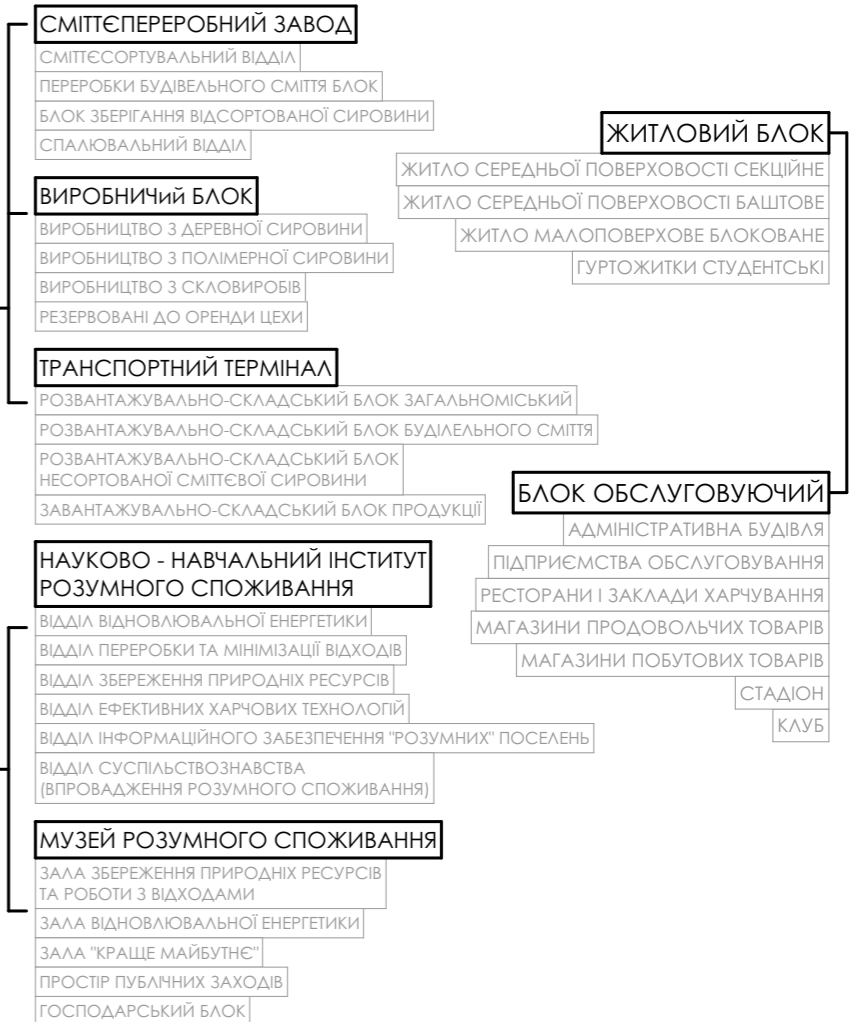 СМІТТЄПЕРЕРОБНИЙ ЗАВОД
СМІТТЄСОРТУВАЛЬНИЙ ВІДДІЛ
ПЕРЕРОБКИ БУДІВЕЛЬНОГО СМІТТЯ БЛОК
БЛОК ЗБЕРІГАННЯ ВІДСОРТОВАНОЇ СИРОВИНИ
СПАЛЮВАЛЬНИЙ ВІДДІЛ
ВИРОБНИЧий БЛОК
ВИРОБНИЦТВО З ДЕРЕВНОЇ СИРОВИНИ
ВИРОБНИЦТВО З ПОЛІМЕРНОЇ СИРОВИНИ
ВИРОБНИЦТВО З СКЛОВИРОБІВ
РЕЗЕРВОВАНІ ДО ОРЕНДИ ЦЕХИ
ТРАНСПОРТНИЙ ТЕРМІНАЛ
РОЗВАНТАЖУВАЛЬНО-СКЛАДСЬКИЙ БЛОК ЗАГАЛЬНОМІСЬКИЙ
РОЗВАНТАЖУВАЛЬНО-СКЛАДСЬКИЙ БЛОК БУДІЛЕЛЬНОГО СМІТТЯ
РОЗВАНТАЖУВАЛЬНО-СКЛАДСЬКИЙ БЛОК
НЕСОРТОВАНОЇ СМІТТЄВОЇ СИРОВИНИ
ЗАВАНТАЖУВАЛЬНО-СКЛАДСЬКИЙ БЛОК ПРОДУКЦІЇ
НАУКОВО - НАВЧАЛЬНИЙ ІНСТИТУТ
РОЗУМНОГО СПОЖИВАННЯ
ВІДДІЛ ВІДНОВЛЮВАЛЬНОЇ ЕНЕРГЕТИКИ
ВІДДІЛ ПЕРЕРОБКИ ТА МІНІМІЗАЦІЇ ВІДХОДІВ
ВІДДІЛ ЗБЕРЕЖЕННЯ ПРИРОДНІХ РЕСУРСІВ
ВІДДІЛ ЕФЕКТИВНИХ ХАРЧОВИХ ТЕХНОЛОГІЙ
ВІДДІЛ ІНФОРМАЦІЙНОГО ЗАБЕЗПЕЧЕННЯ "РОЗУМНИХ" ПОСЕЛЕНЬ
ВІДДІЛ СУСПІЛЬСТВОЗНАВСТВА
(ВПРОВАДЖЕННЯ РОЗУМНОГО СПОЖИВАННЯ)
МУЗЕЙ РОЗУМНОГО СПОЖИВАННЯ
ЗАЛА ЗБЕРЕЖЕННЯ ПРИРОДНІХ РЕСУРСІВ
ТА РОБОТИ З ВІДХОДАМИ
ЗАЛА ВІДНОВЛЮВАЛЬНОЇ ЕНЕРГЕТИКИ
ЗАЛА "КРАЩЕ МАЙБУТНЄ"
ПРОСТІР ПУБЛІЧНИХ ЗАХОДІВ
ГОСПОДАРСЬКИЙ БЛОК
ЖИТЛОВИЙ БЛОК
ЖИТЛО СЕРЕДНЬОЇ ПОВЕРХОВОСТІ СЕКЦІЙНЕ
ЖИТЛО СЕРЕДНЬОЇ ПОВЕРХОВОСТІ БАШТОВЕ
ЖИТЛО МАЛОПОВЕРХОВЕ БЛОКОВАНЕ
ГУРТОЖИТКИ СТУДЕНТСЬКІ
БЛОК ОБСЛУГОВУЮЧИЙ
АДМІНІСТРАТИВНА БУДІВЛЯ
ПІДПРИЄМСТВА ОБСЛУГОВУВАННЯ
РЕСТОРАНИ І ЗАКЛАДИ ХАРЧУВАННЯ
МАГАЗИНИ ПРОДОВОЛЬЧИХ ТОВАРІВ
МАГАЗИНИ ПОБУТОВИХ ТОВАРІВ
СТАДІОН
КЛУБ